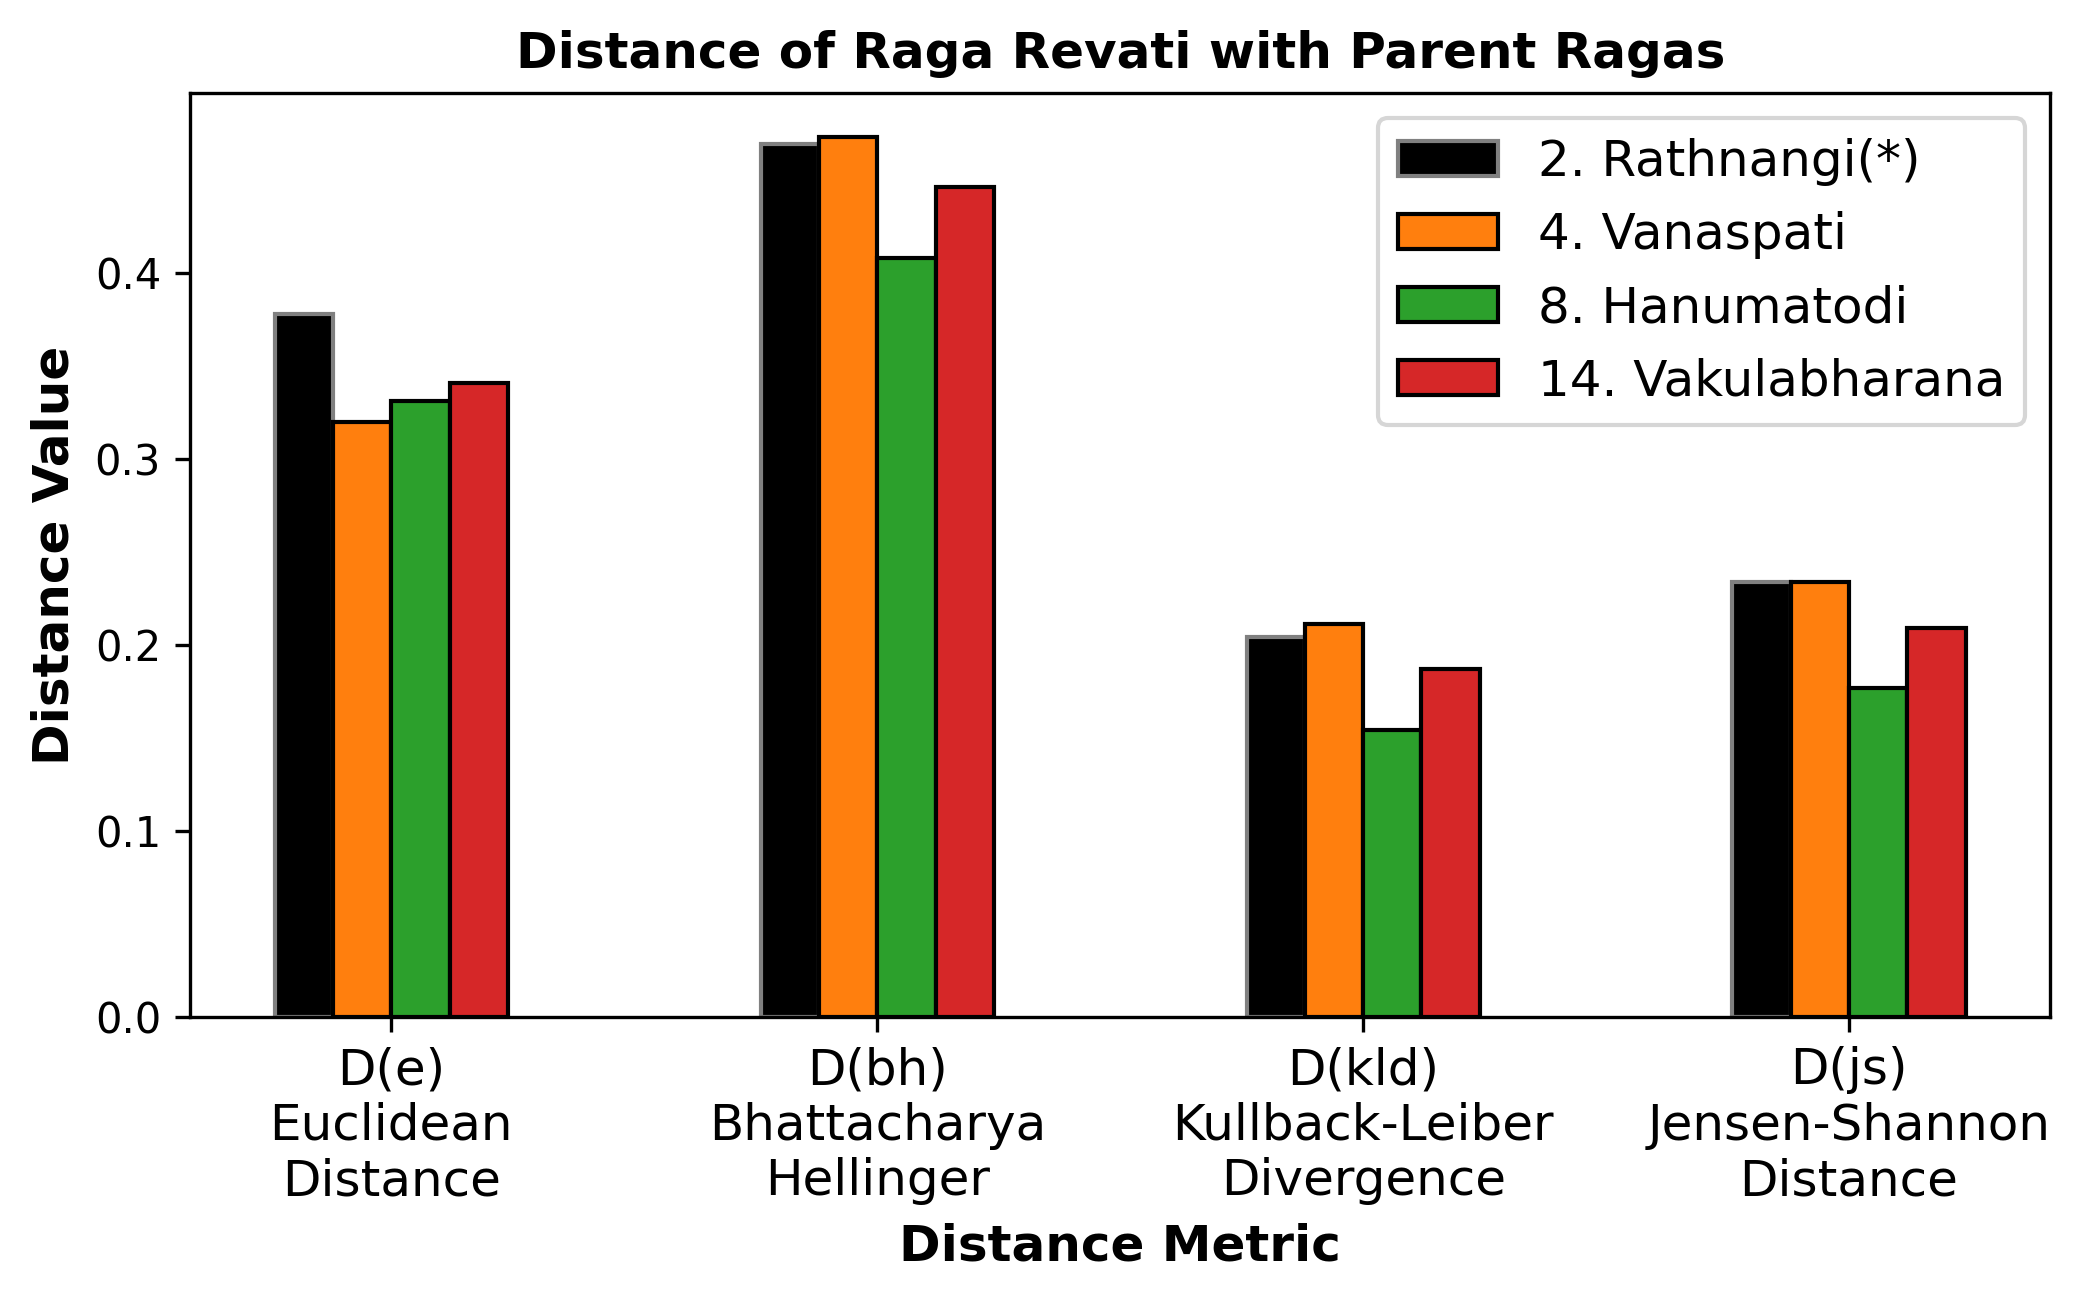 Distance of Raga Revati with Parent Ragas
2. Rathnangi(*)
4. Vanaspati
8. Hanumatodi
14. Vakulabharana
Distance Value
0.4
0.3
0.2
0.1
0.0
D(e)
Euclidean
Distance
D(bh)
Bhattacharya
Hellinger
D(kld)
Kullback-Leiber
Divergence
D(js)
Jensen-Shannon
Distance
Distance Metric